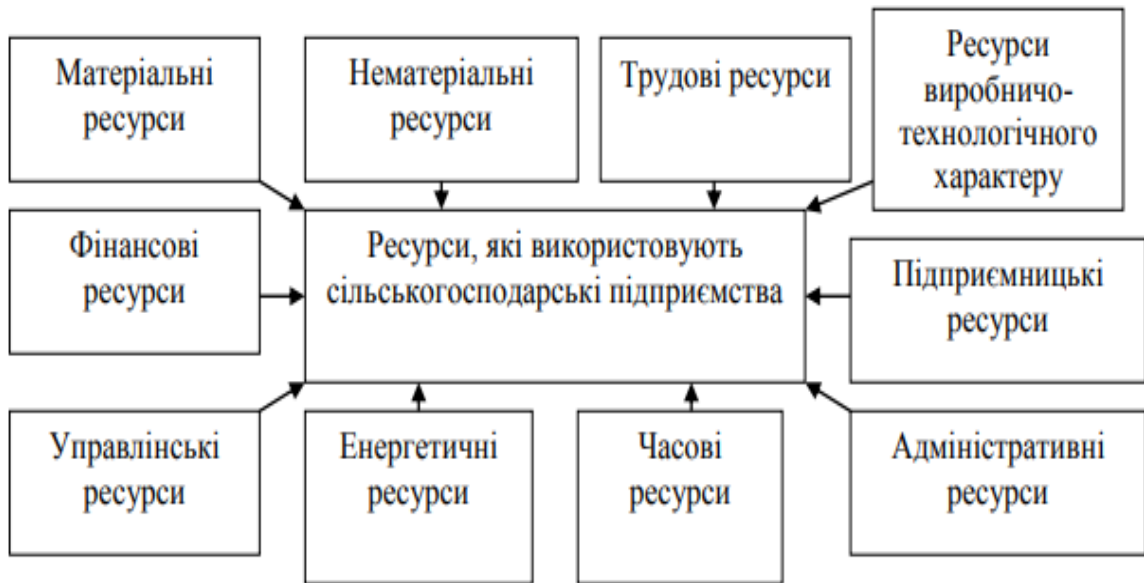 Матеріальні
ресурси
Нематеріальні
ресурси
Трудові ресурси
Ресурси
виробничо-
технологічного
характеру
Фінансові
ресурси
Ресурси, які використовують
сільськогосподарські підприємства
Підприємницькі
ресурси
Управлінські
ресурси
Енергетичні
ресурси
Часові
ресурси
Адміністративні
ресурси